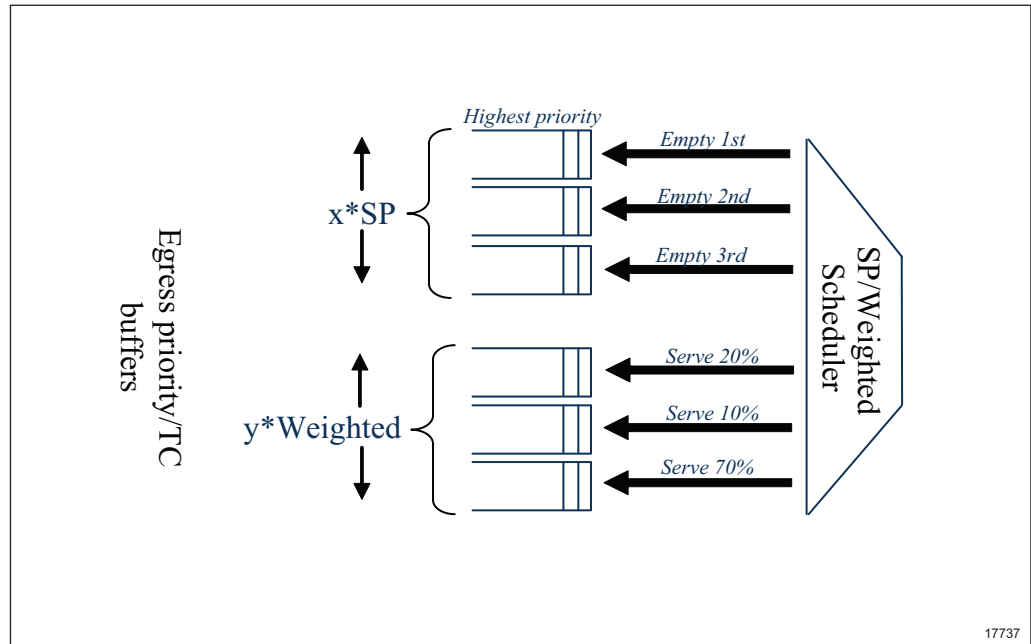 Highest priority
Empty 1st
Empty 2nd
x*SP
Empty 3rd
Egress priority/TC
buffers
SP/Weighted
Scheduler
Serve 20%
y*Weighted
Serve 10%
Serve 70%
17737